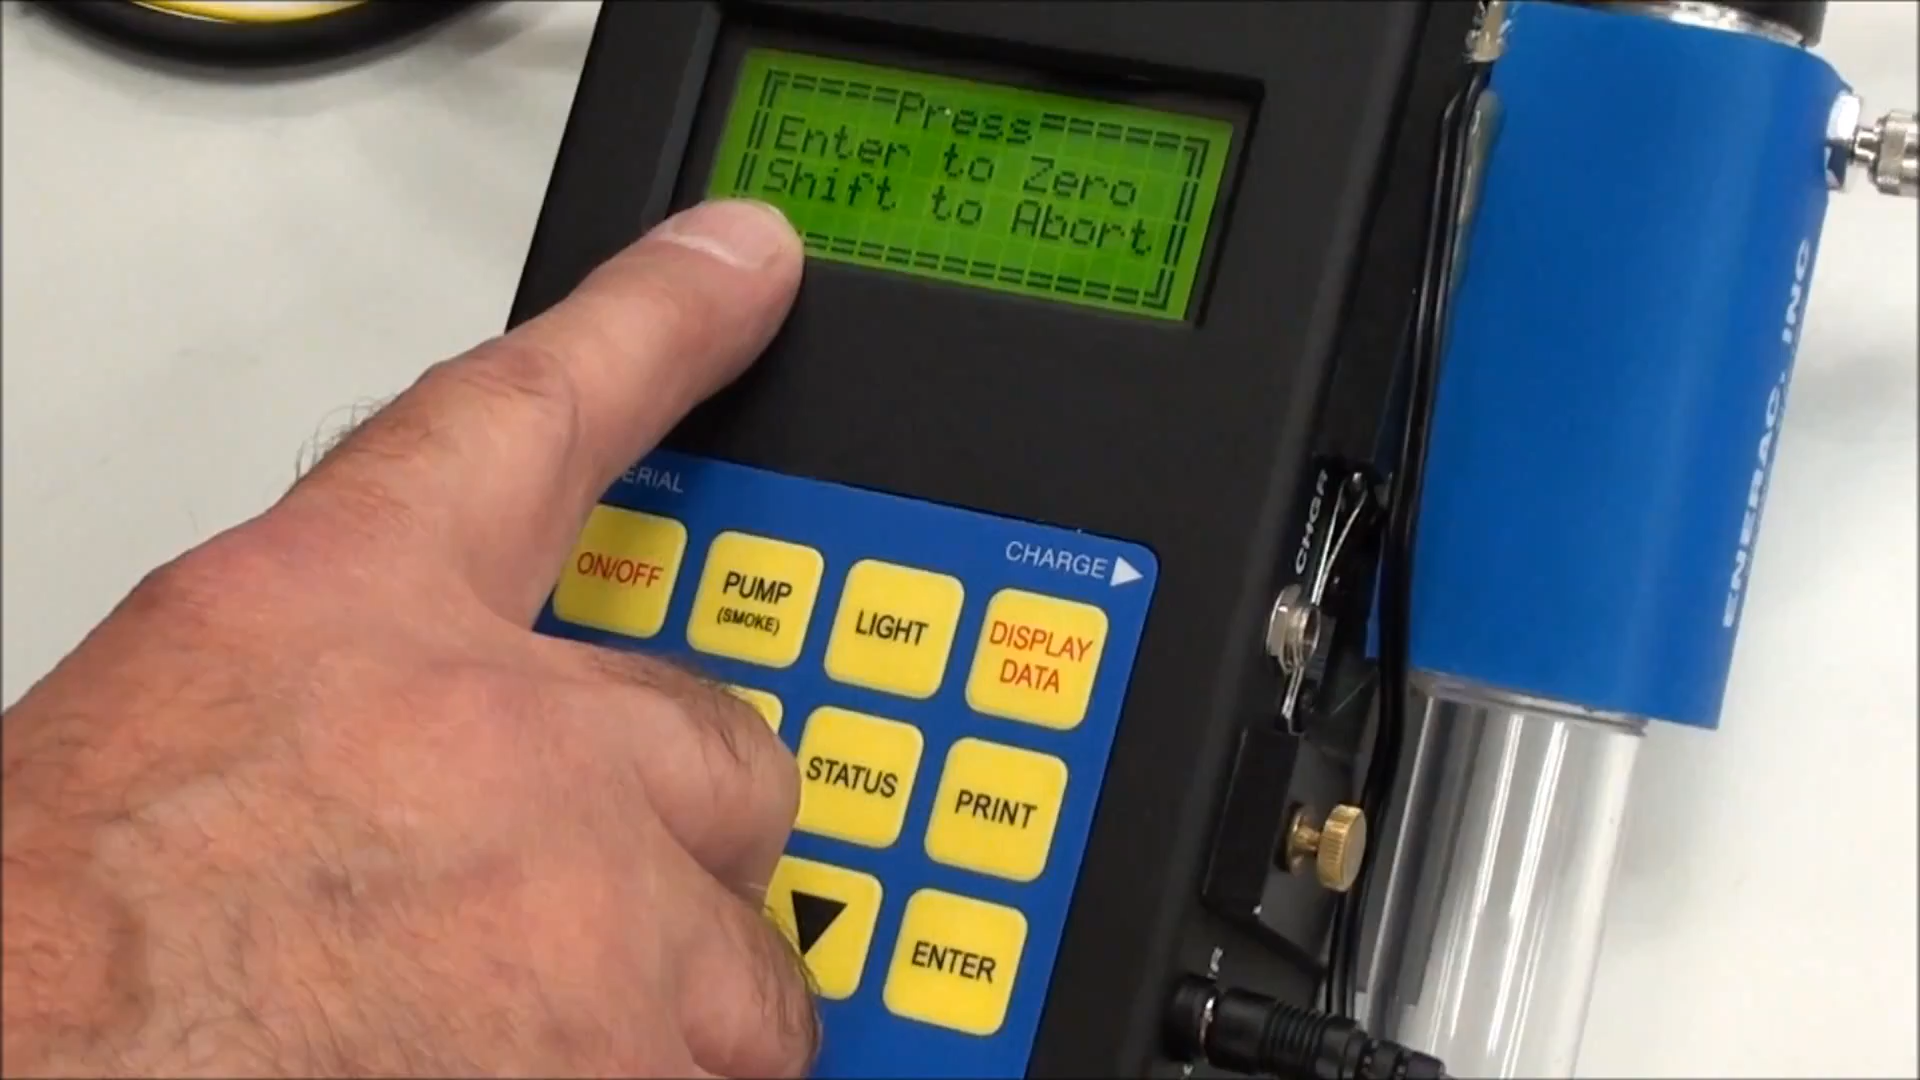 Press
Enter to Zero
Shift to Abort
ERIAL
CHARGE
ON/OFF
PUMP
(SMOKE)
LIGHT
DISPLAY
DATA
STATUS
PRINT
ENTER
CHGR
ENERAC, INC